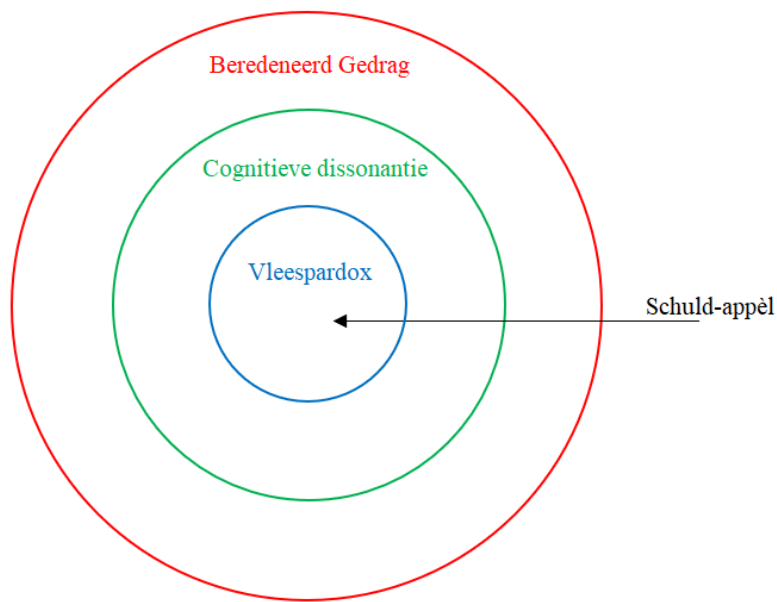 Beredeneerd Gedrag
Cognitieve dissonantie
Vleespardox
Schuld-appèl